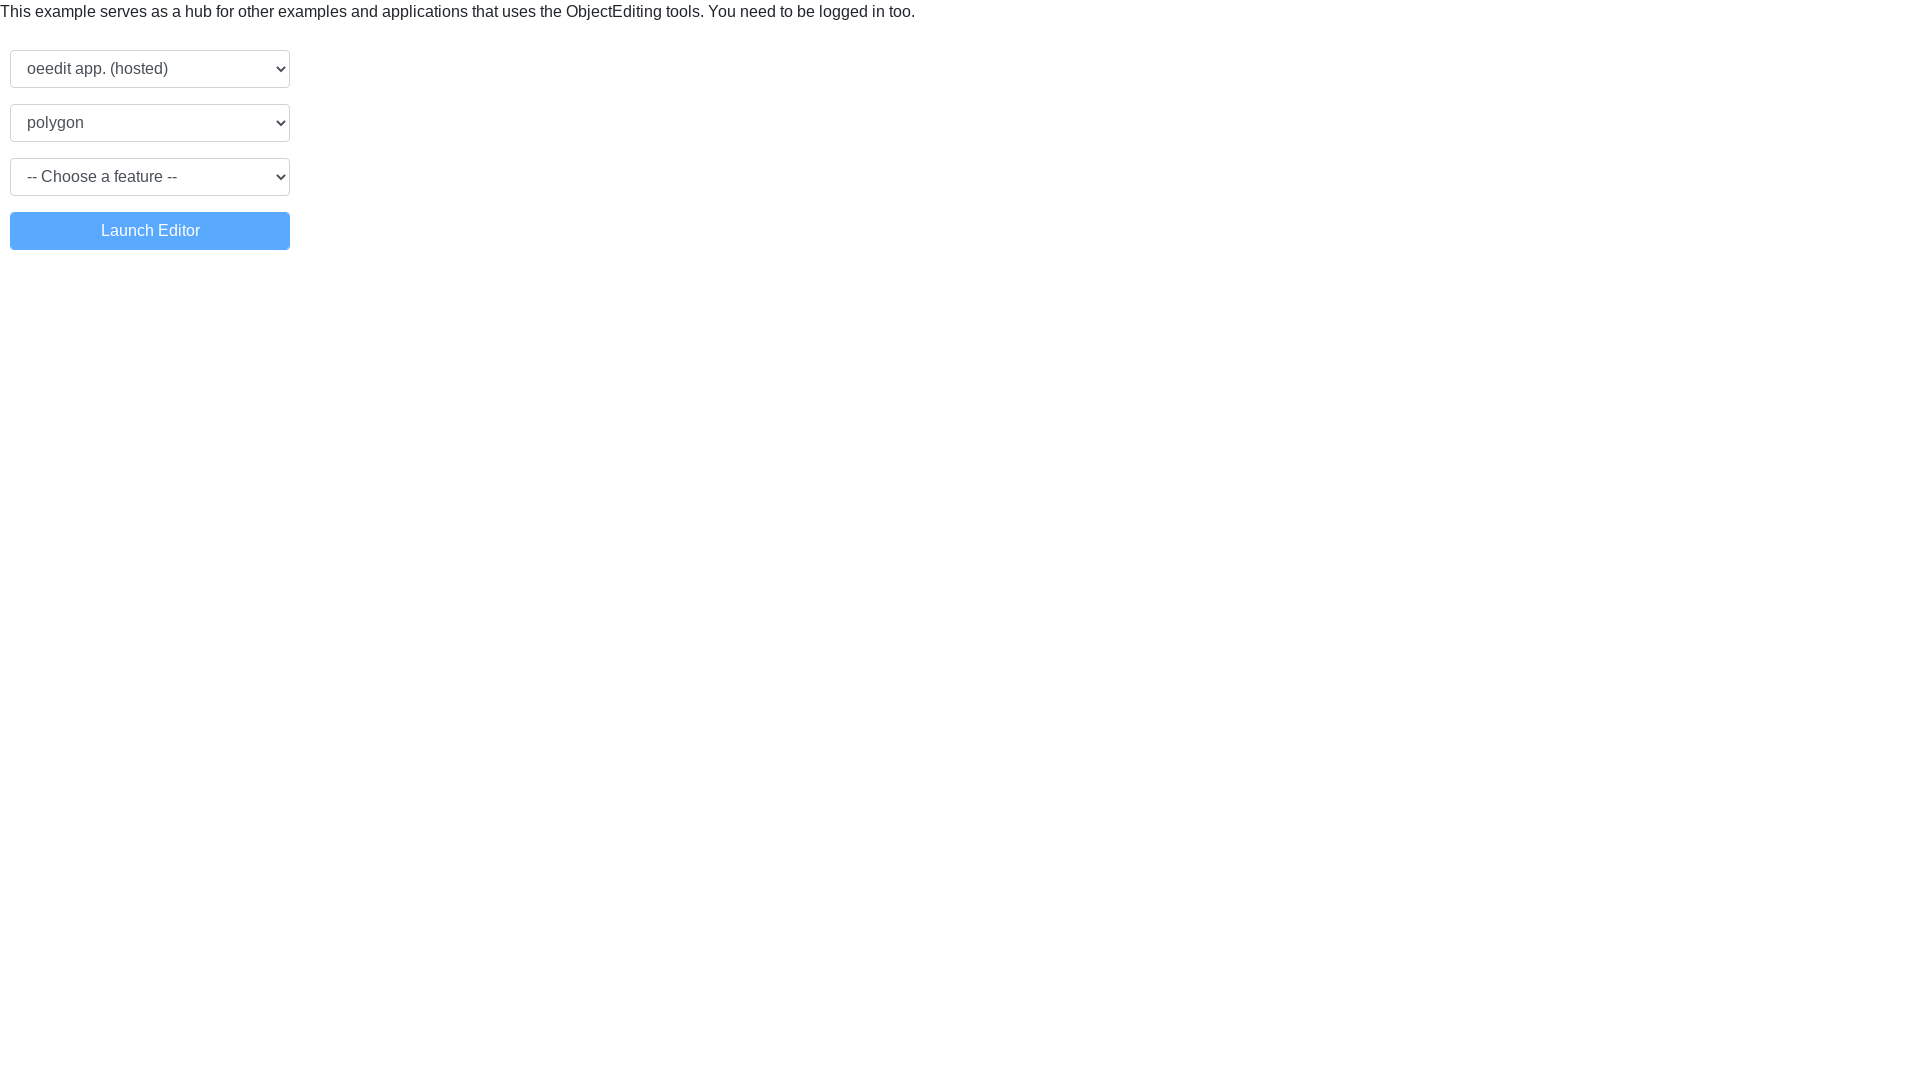 This example serves as a hub for other examples and applications that uses the ObjectEditing tools. You need to be logged in too.
oeedit app. (hosted)
polygon
-- Choose a feature --
Launch Editor